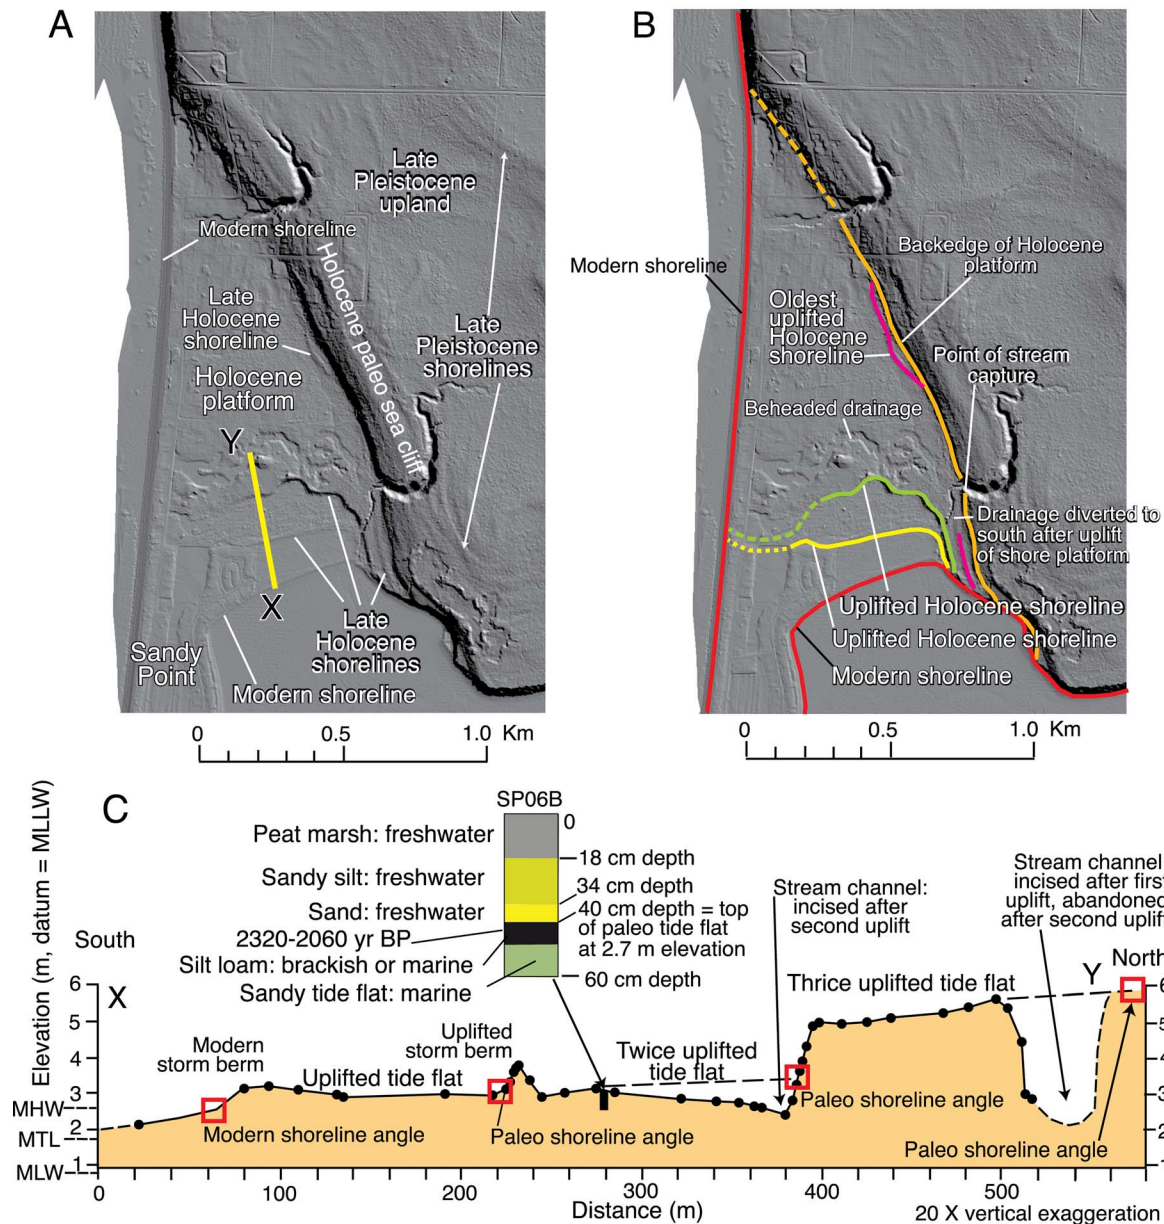 A
Late
Pleistocene
upland
Modern shoreline
Holocene paleo sea cliff
Late
Holocene
shoreline
Late
Pleistocene
shorelines
Holocene
platform
Y
X
Late
Holocene
shorelines
Sandy
Point
Modern shoreline
0 0.5 1.0 Km
B
Backedge of Holocene
platform
Modern shoreline
Oldest
uplifted
Holocene
shoreline
Point of stream
capture
Beheaded drainage
Drainage diverted to
south after uplift
of shore platform
Uplifted Holocene shoreline
Uplifted Holocene shoreline
Modern shoreline
0 0.5 1.0 Km
C
SP06B
Peat marsh: freshwater
0
18 cm depth
Sandy silt: freshwater
34 cm depth
Sand: freshwater
40 cm depth = top
of paleo tide flat
at 2.7 m elevation
2320-2060 yr BP
Silt loam: brackish or marine
Sandy tide flat: marine
60 cm depth
Stream channel:
incised after
second uplift
Stream channel:
incised after first
uplift, abandoned
after second uplift
South
North
X
Y
Elevation (m, datum = MLLW)
6
5
4
3
MHW
2
MTL
1
MLW
Modern
storm berm
Uplifted tide flat
Uplifted
storm berm
Twice uplifted
tide flat
Thrice uplifted tide flat
Modern shoreline angle
Paleo shoreline angle
Paleo shoreline angle
Paleo shoreline angle
6
5
4
3
2
1
0 100 200 300 400 500
Distance (m)
20 X vertical exaggeration